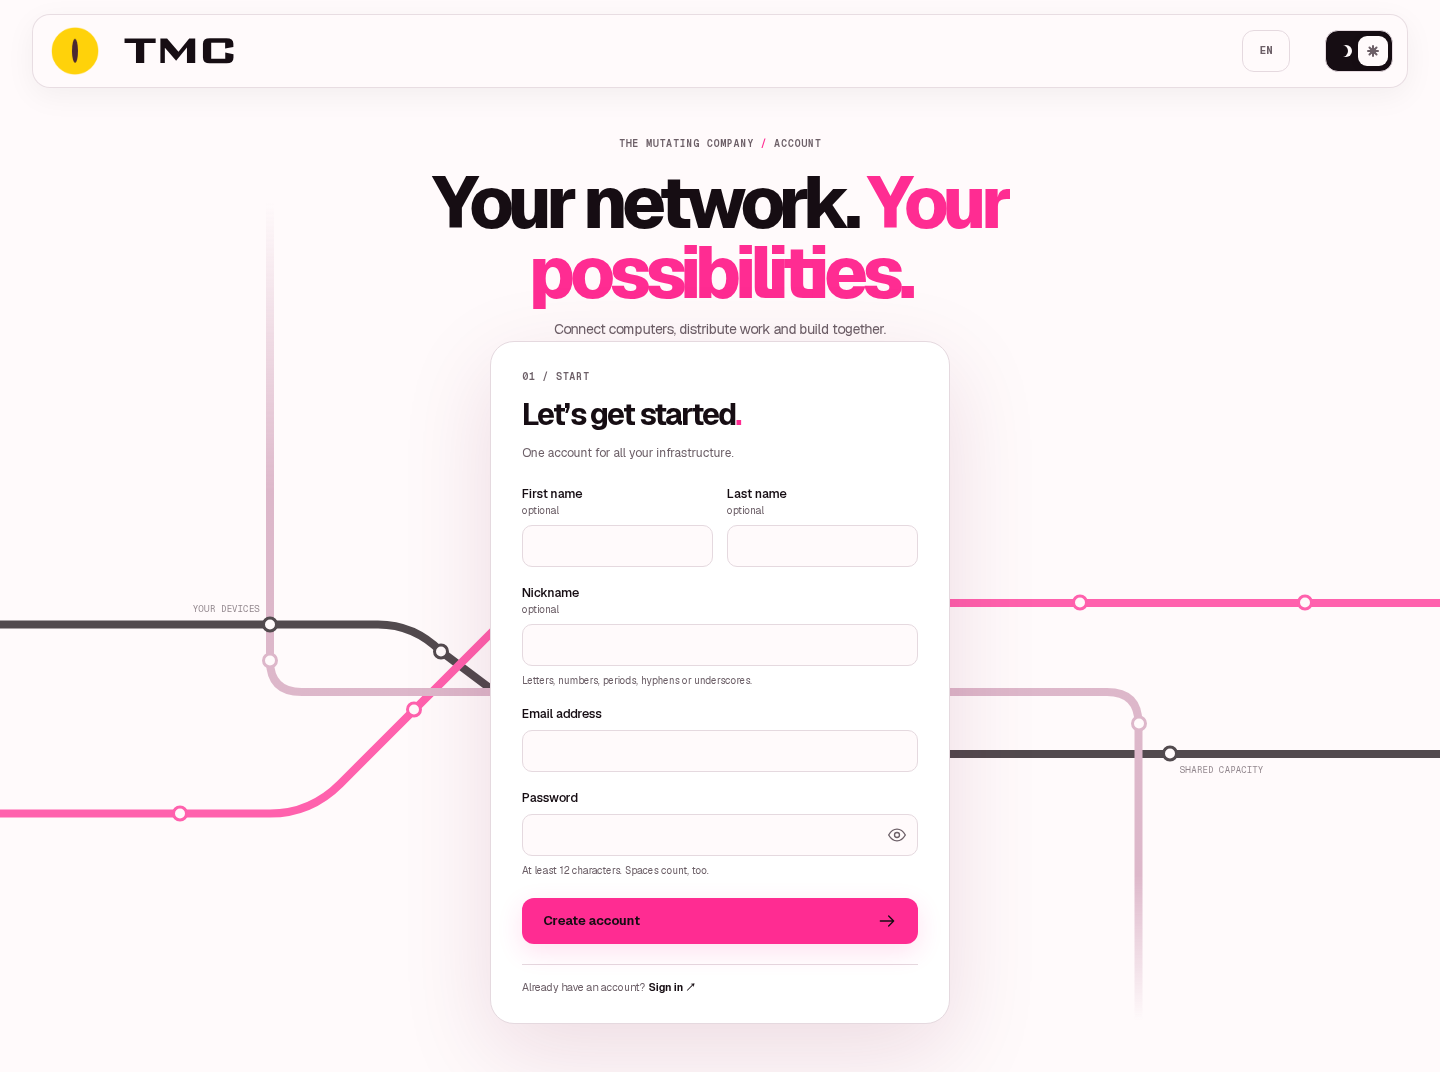 TMC
EN
THE MUTATING COMPANY / ACCOUNT
Your network. Your
possibilities.
Connect computers, distribute work and build together.
01 / START
Let's get started.
One account for all your infrastructure.
First name
optional
Last name
optional
Nickname
optional
Letters, numbers, periods, hyphens or underscores.
Email address
Password
At least 12 characters. Spaces count, too.
Create account →
Already have an account? Sign in ↗
YOUR DEVICES
SHARED CAPACITY